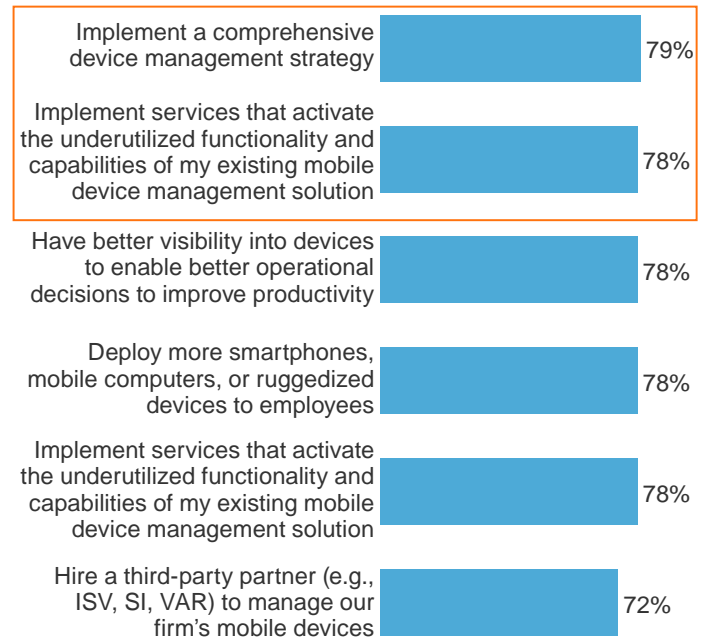 Implement a comprehensive
device management strategy
79%
Implement services that activate
the underutilized functionality and
capabilities of my existing mobile
device management solution
78%
Have better visibility into devices
to enable better operational
decisions to improve productivity
78%
Deploy more smartphones,
mobile computers, or ruggedized
devices to employees
78%
Implement services that activate
the underutilized functionality and
capabilities of my existing mobile
device management solution
78%
Hire a third-party partner (e.g.,
ISV, SI, VAR) to manage our
firm’s mobile devices
72%